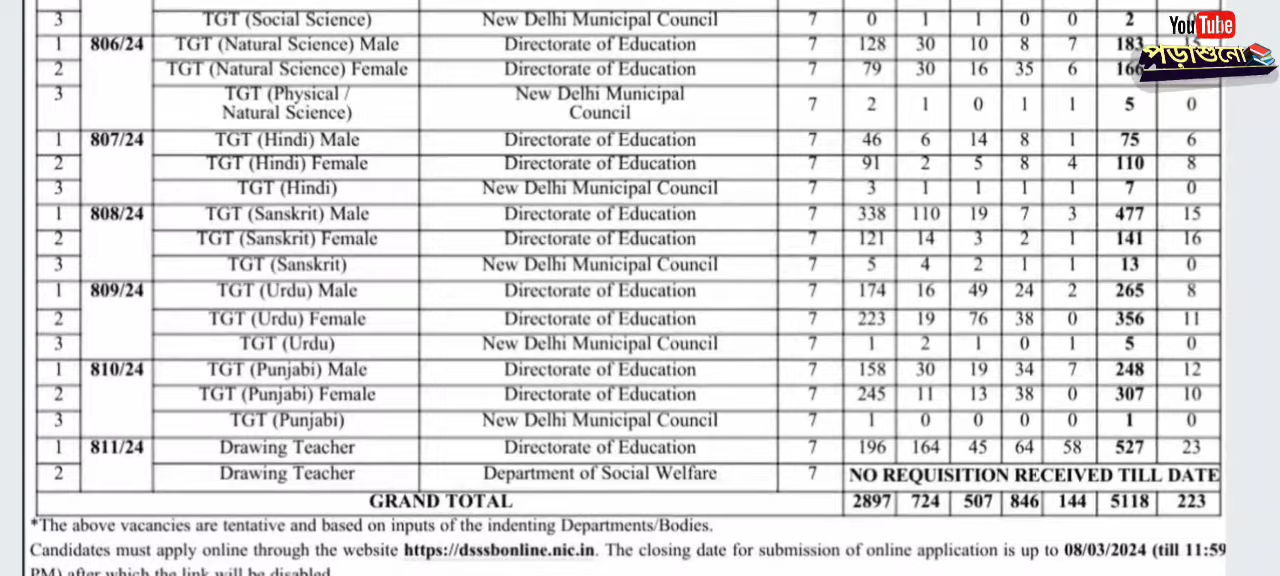 3 TGT (Social Science) New Delhi Municipal Council 7 0 1 1 0 0 2
YouTube
পড়াশুনো
1 806/24 TGT (Natural Science) Male Directorate of Education 7 128 30 10 8 7 183 15
2 TGT (Natural Science) Female Directorate of Education 7 79 30 16 35 6
3 TGT (Physical / Natural Science) New Delhi Municipal Council 7 2 1 0 1 1 5 0
1 807/24 TGT (Hindi) Male Directorate of Education 7 46 6 14 8 1 75 6
2 TGT (Hindi) Female Directorate of Education 7 91 2 5 8 4 110 8
3 TGT (Hindi) New Delhi Municipal Council 7 3 1 1 1 1 7 0
1 808/24 TGT (Sanskrit) Male Directorate of Education 7 338 110 19 7 3 477 15
2 TGT (Sanskrit) Female Directorate of Education 7 121 14 3 2 1 141 16
3 TGT (Sanskrit) New Delhi Municipal Council 7 5 4 2 1 1 13 0
1 809/24 TGT (Urdu) Male Directorate of Education 7 174 16 49 24 2 265 8
2 TGT (Urdu) Female Directorate of Education 7 223 19 76 38 0 356 11
3 TGT (Urdu) New Delhi Municipal Council 7 1 2 1 0 1 5 0
1 810/24 TGT (Punjabi) Male Directorate of Education 7 158 30 19 34 7 248 12
2 TGT (Punjabi) Female Directorate of Education 7 245 11 13 38 0 307 10
3 TGT (Punjabi) New Delhi Municipal Council 7 1 0 0 0 0 1 0
1 811/24 Drawing Teacher Directorate of Education 7 196 164 45 64 58 527 23
2 Drawing Teacher Department of Social Welfare 7 NO REQUISITION RECEIVED TILL DATE
GRAND TOTAL 2897 724 507 846 144 5118 223
*The above vacancies are tentative and based on inputs of the indenting Departments/Bodies.
Candidates must apply online through the website https://dsssbonline.nic.in. The closing date for submission of online application is up to 08/03/2024 (till 11:59
PM) after which the link will be disabled